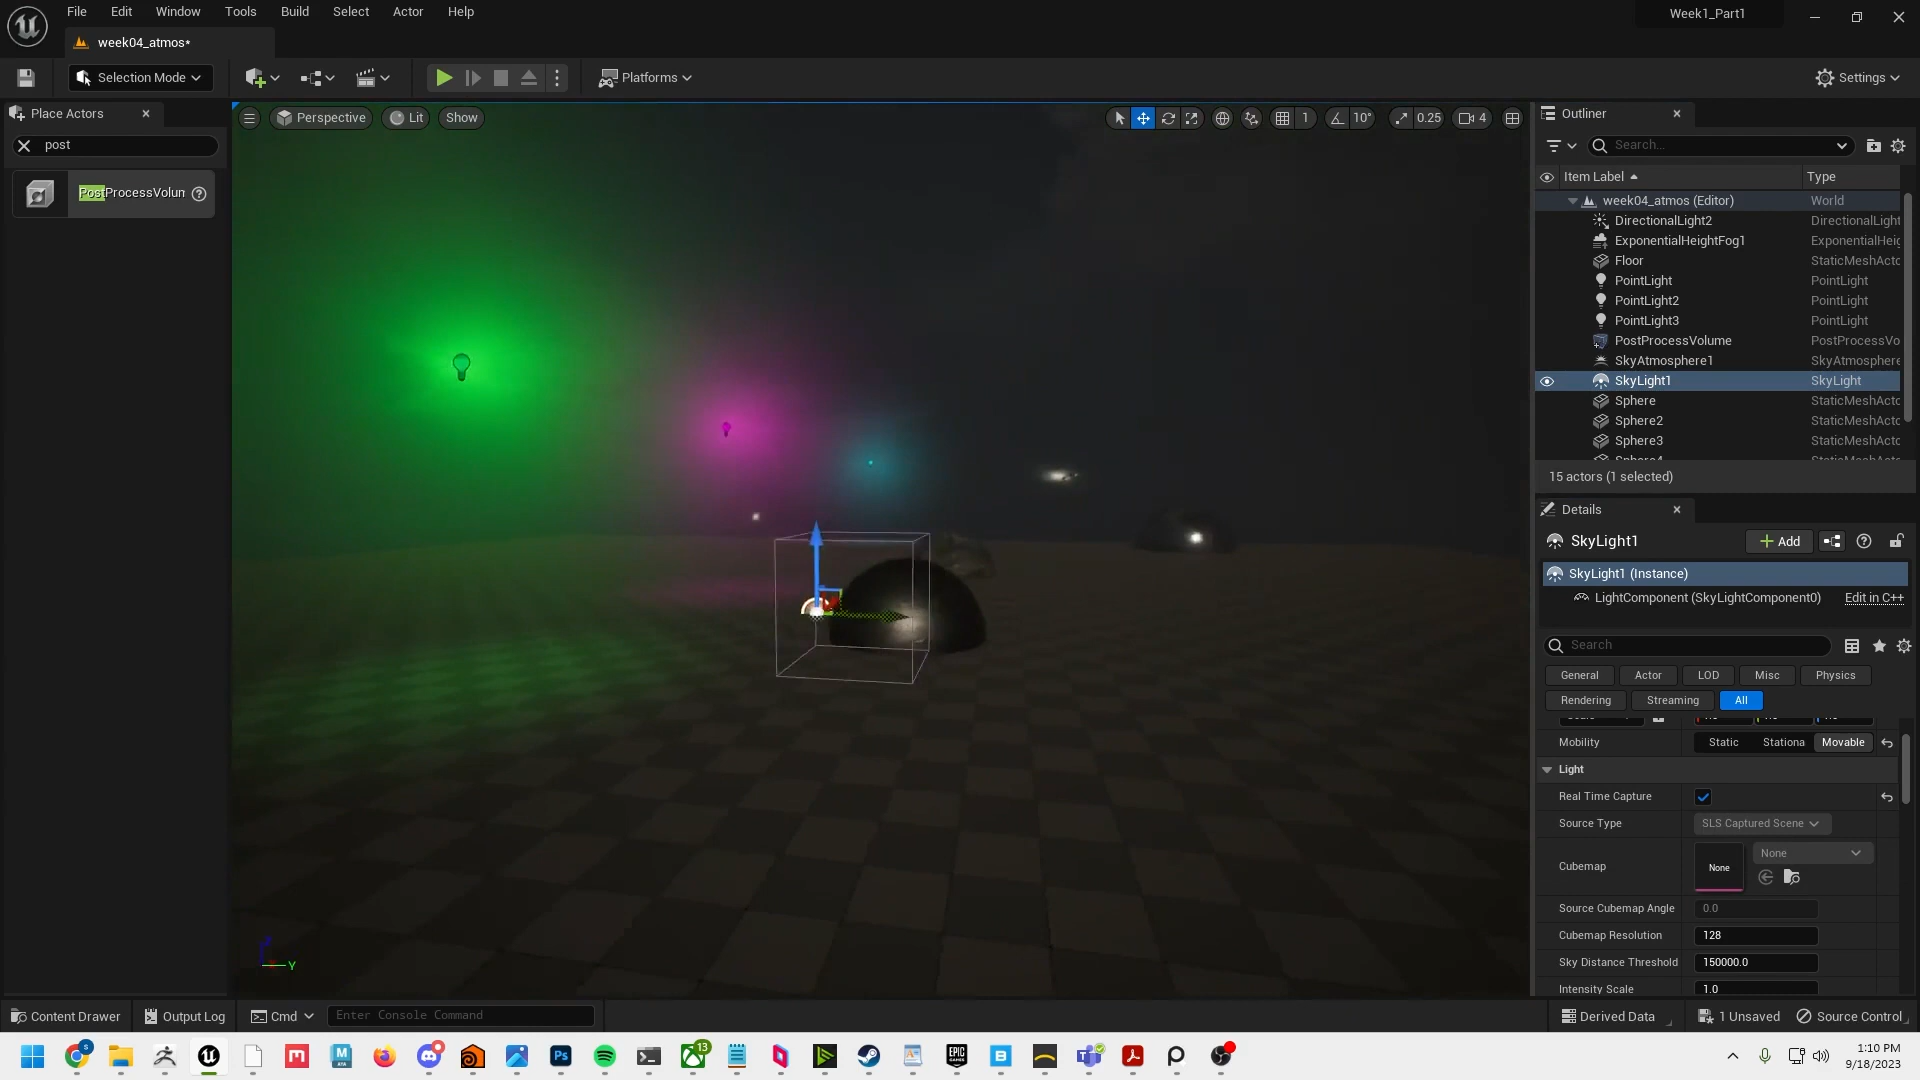 File Edit Window Tools Build Select Actor Help
Week1_Part1
week04_atmos*
Selection Mode
Platforms
Settings
Place Actors
post
PostProcessVolum
Perspective
Lit
Show
1
10°
0.25
4
Outliner
Search...
Item Label
Type
week04_atmos (Editor) World
DirectionalLight2 DirectionalLight
ExponentialHeightFog1 ExponentialHeig
Floor StaticMeshActo
PointLight PointLight
PointLight2 PointLight
PointLight3 PointLight
PostProcessVolume PostProcessVo
SkyAtmosphere1 SkyAtmosphere
SkyLight1 SkyLight
Sphere StaticMeshActo
Sphere2 StaticMeshActo
Sphere3 StaticMeshActo
15 actors (1 selected)
Details
SkyLight1
Add
SkyLight1 (Instance)
LightComponent (SkyLightComponent0) Edit in C++
Search
General Actor LOD Misc Physics
Rendering Streaming All
Mobility Static Stationa Movable
Light
Real Time Capture
Source Type SLS Captured Scene
Cubemap None None
Source Cubemap Angle 0.0
Cubemap Resolution 128
Sky Distance Threshold 150000.0
Intensity Scale 1.0
Y
Content Drawer
Output Log
Cmd
Enter Console Command
Derived Data
1 Unsaved
Source Control
13
1:10 PM
9/18/2023